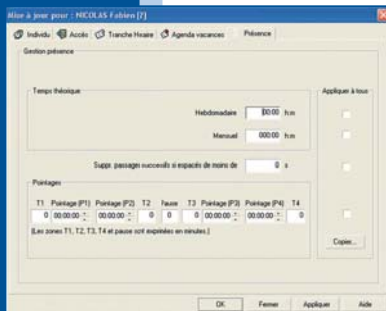 Mise à jour pour : NICOLAS Fabien [7]
Individu Accès Tranche Horaire Agenda vacances Présence
Gestion présence
Temps théorique
Appliquer à tous
Hebdomadaire 00:00 h:m
Mensuel 000:00 h:m
Suppr. passages successifs si espacés de moins de 0 s
Pointages
T1 Pointage (P1) Pointage (P2) T2 Pause T3 Pointage (P3) Pointage (P4) T4
0 00:00:00 00:00:00 0 0 0 00:00:00 00:00:00 0
(Les zones T1, T2, T3, T4 et pause sont exprimées en minutes.)
Copier...
OK Fermer Appliquer Aide